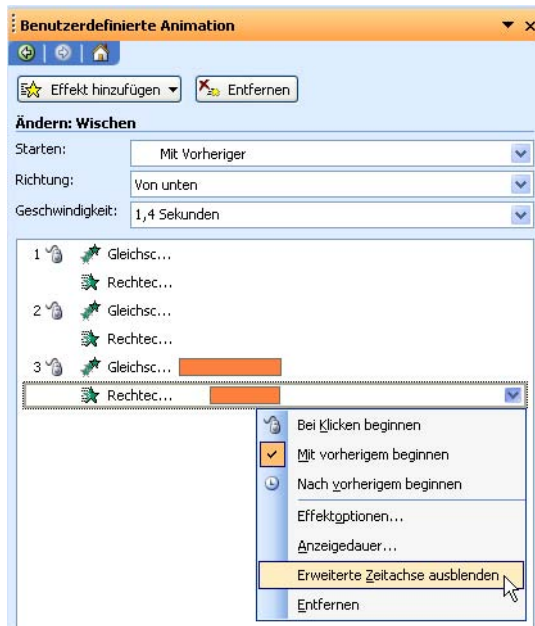 Benutzerdefinierte Animation
Effekt hinzufügen Entfernen
Ändern: Wischen
Starten: Mit Vorheriger
Richtung: Von unten
Geschwindigkeit: 1,4 Sekunden
1 Gleichsc...
Rechtec...
2 Gleichsc...
Rechtec...
3 Gleichsc...
Rechtec...
Bei Klicken beginnen
Mit vorherigem beginnen
Nach vorherigem beginnen
Effektoptionen...
Anzeigedauer...
Erweiterte Zeitachse ausblenden
Entfernen